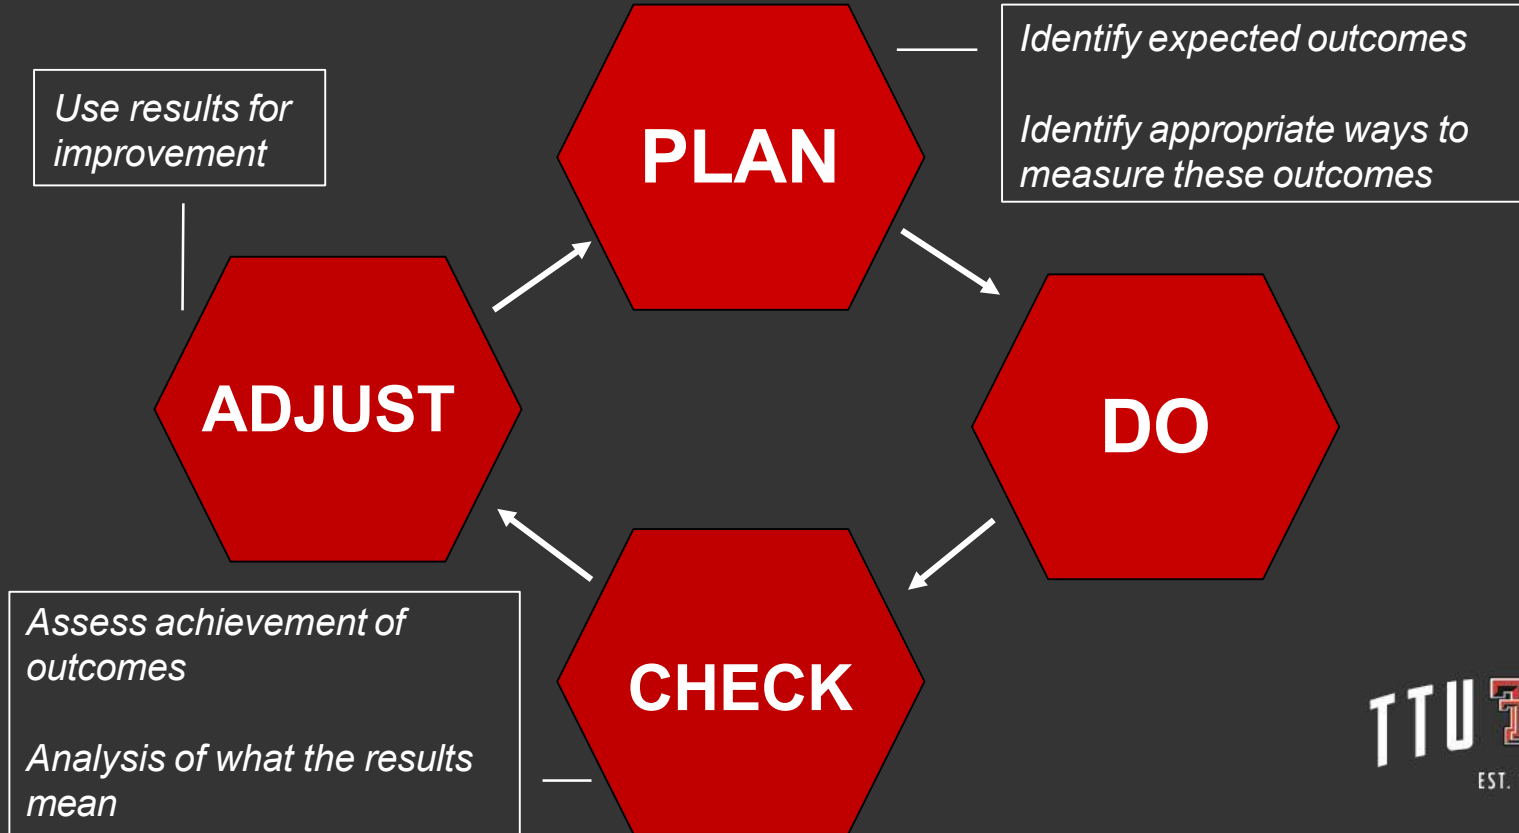 PLAN
Identify expected outcomes
Identify appropriate ways to
measure these outcomes
Use results for
improvement
ADJUST
DO
Assess achievement of
outcomes
Analysis of what the results
mean
CHECK
TTU
EST.